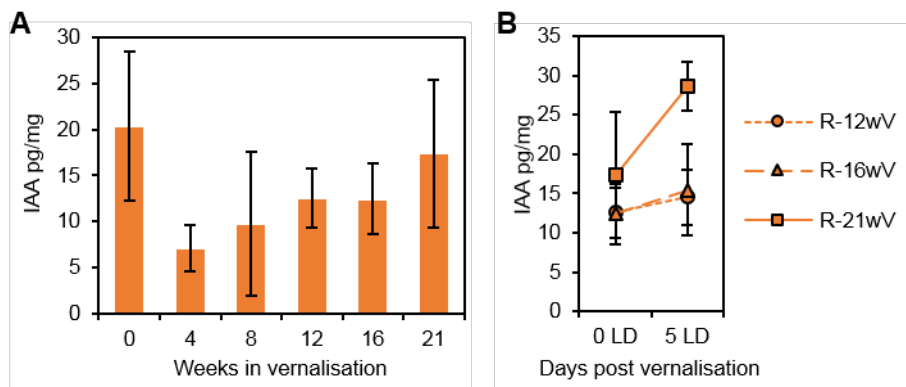 A
IAA pg/mg
30
25
20
15
10
5
0
0 4 8 12 16 21
Weeks in vernalisation
B
IAA pg/mg
35
30
25
20
15
10
5
0
0 LD 5 LD
Days post vernalisation
R-12wV
R-16wV
R-21wV